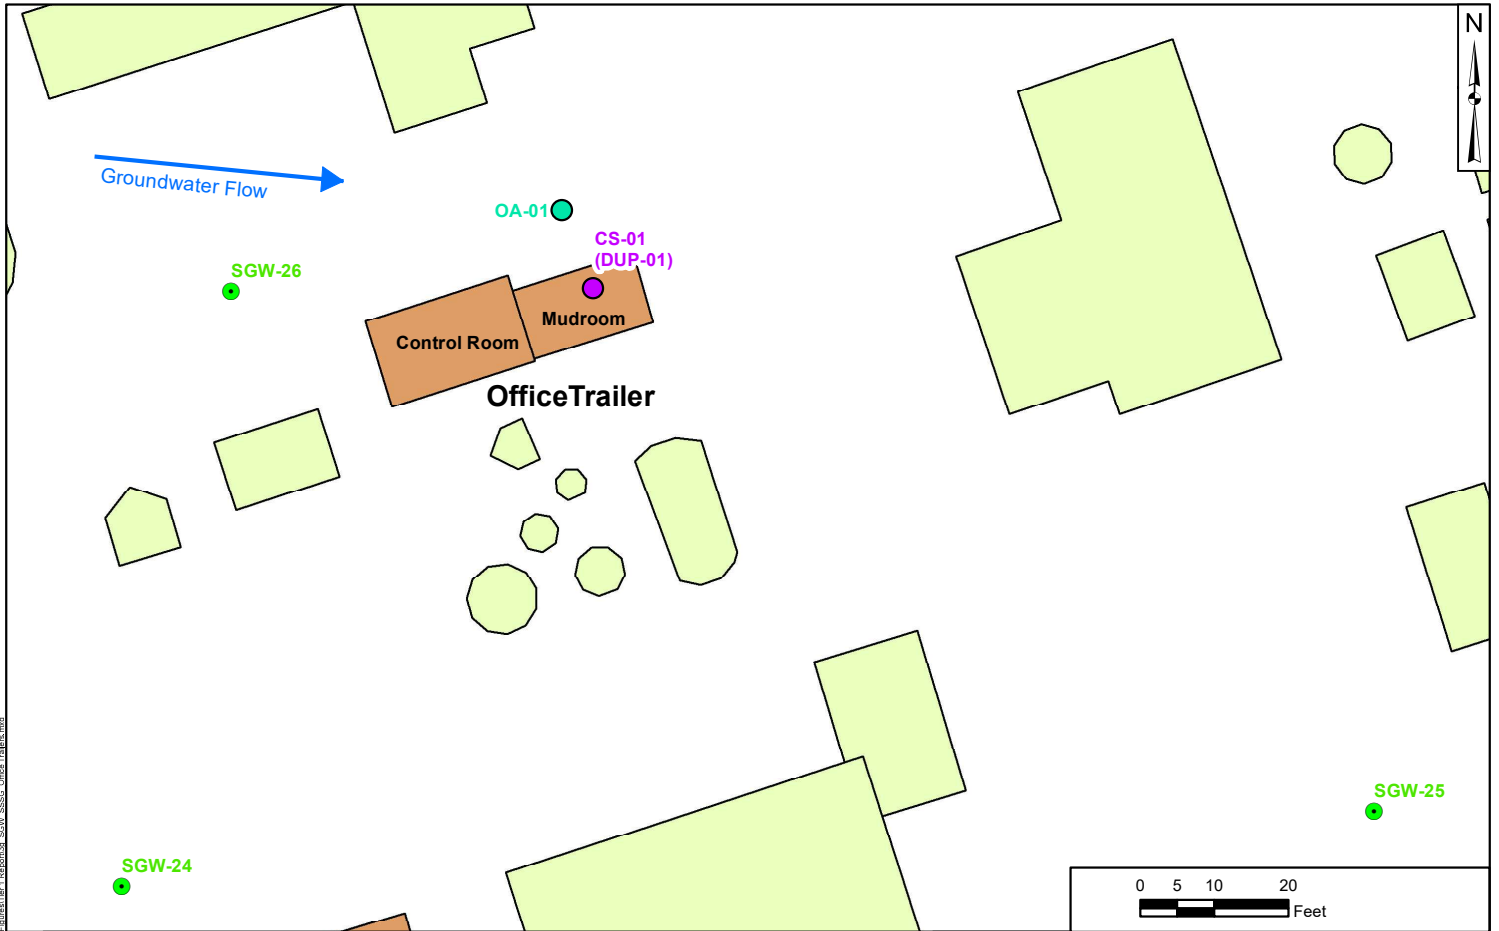 N
Groundwater Flow
OA-01
CS-01
(DUP-01)
SGW-26
Mudroom
Control Room
OfficeTrailer
SGW-25
SGW-24
0 5 10 20
Feet